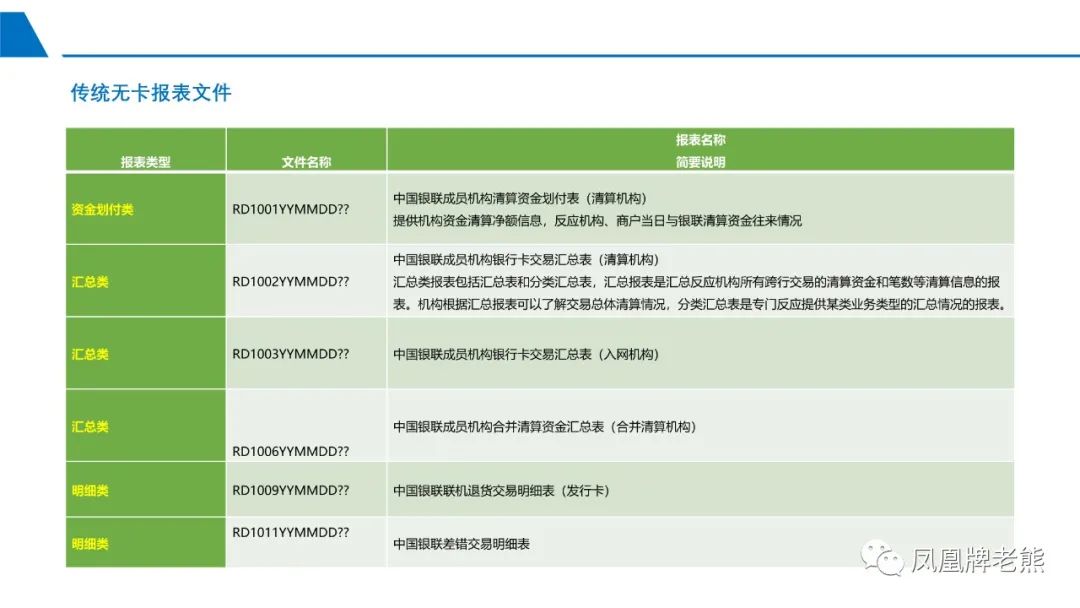 传统无卡报表文件
报表类型
文件名称
报表名称
简要说明
资金划付类
RD1001YYMMDD??
中国银联成员机构清算资金划付表（清算机构）
提供机构资金清算净额信息，反应机构、商户当日与银联清算资金往来情况
汇总类
RD1002YYMMDD??
中国银联成员机构银行卡交易汇总表（清算机构）
汇总类报表包括汇总表和分类汇总表，汇总报表是汇总反应机构所有跨行交易的清算资金和笔数等清算信息的报
表。机构根据汇总报表可以了解交易总体清算情况，分类汇总表是专门反应提供某类业务类型的汇总情况的报表。
汇总类
RD1003YYMMDD??
中国银联成员机构银行卡交易汇总表（入网机构）
汇总类
RD1006YYMMDD??
中国银联成员机构合并清算资金汇总表（合并清算机构）
明细类
RD1009YYMMDD??
中国银联联机退货交易明细表（发行卡）
明细类
RD1011YYMMDD??
中国银联差错交易明细表
凤凰牌老熊